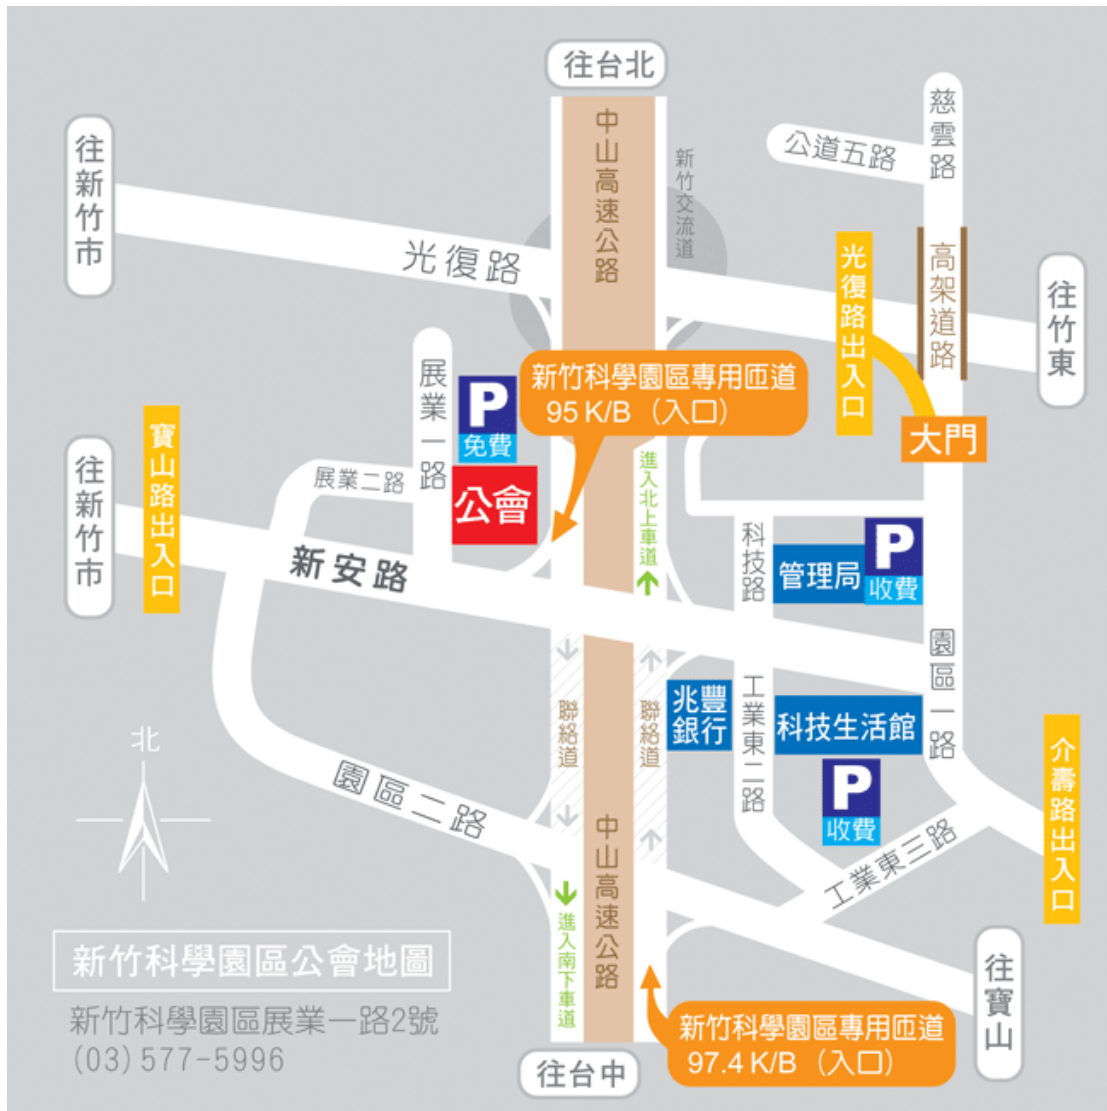 往台北
中山高速公路
新竹交流道
慈雲路
公道五路
往新竹市
光復路
光復路出入口
高架道路
往竹東
展業一路
P
免費
新竹科學園區專用匝道
95 K/B （入口）
大門
寶山路出入口
往新竹市
展業二路
公會
進入北上車道
科技路
管理局
P
收費
新安路
園區一路
聯絡道
聯絡道
兆豐
銀行
工業東二路
科技生活館
P
收費
介壽路出入口
北
園區二路
中山高速公路
工業東三路
進入南下車道
往寶山
新竹科學園區公會地圖
新竹科學園區展業一路2號
(03) 577-5996
新竹科學園區專用匝道
97.4 K/B （入口）
往台中